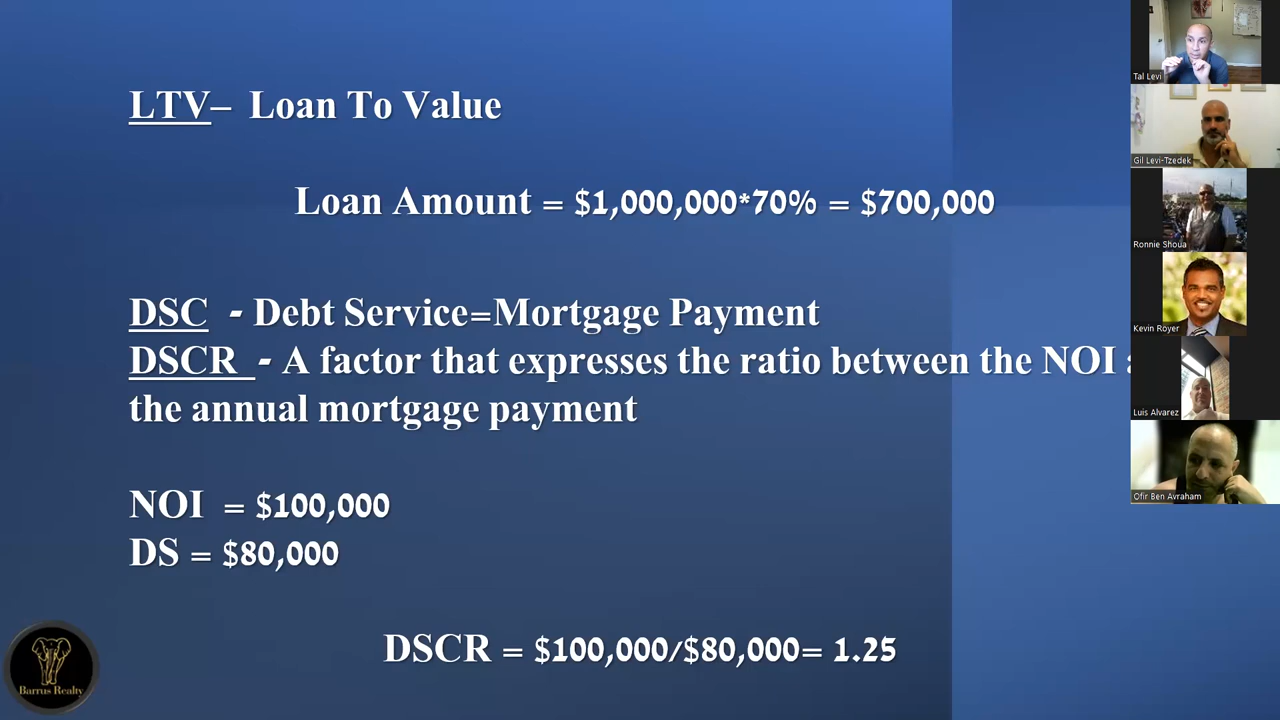 LTV– Loan To Value
Loan Amount = $1,000,000*70% = $700,000
DSC - Debt Service=Mortgage Payment
DSCR - A factor that expresses the ratio between the NOI
the annual mortgage payment
NOI = $100,000
DS = $80,000
DSCR = $100,000/$80,000= 1.25
Barrus Realty
Tal Levi
Gil Levi-Tzedek
Ronnie Shoua
Kevin Royer
Luis Alvarez
Ofir Ben Avraham